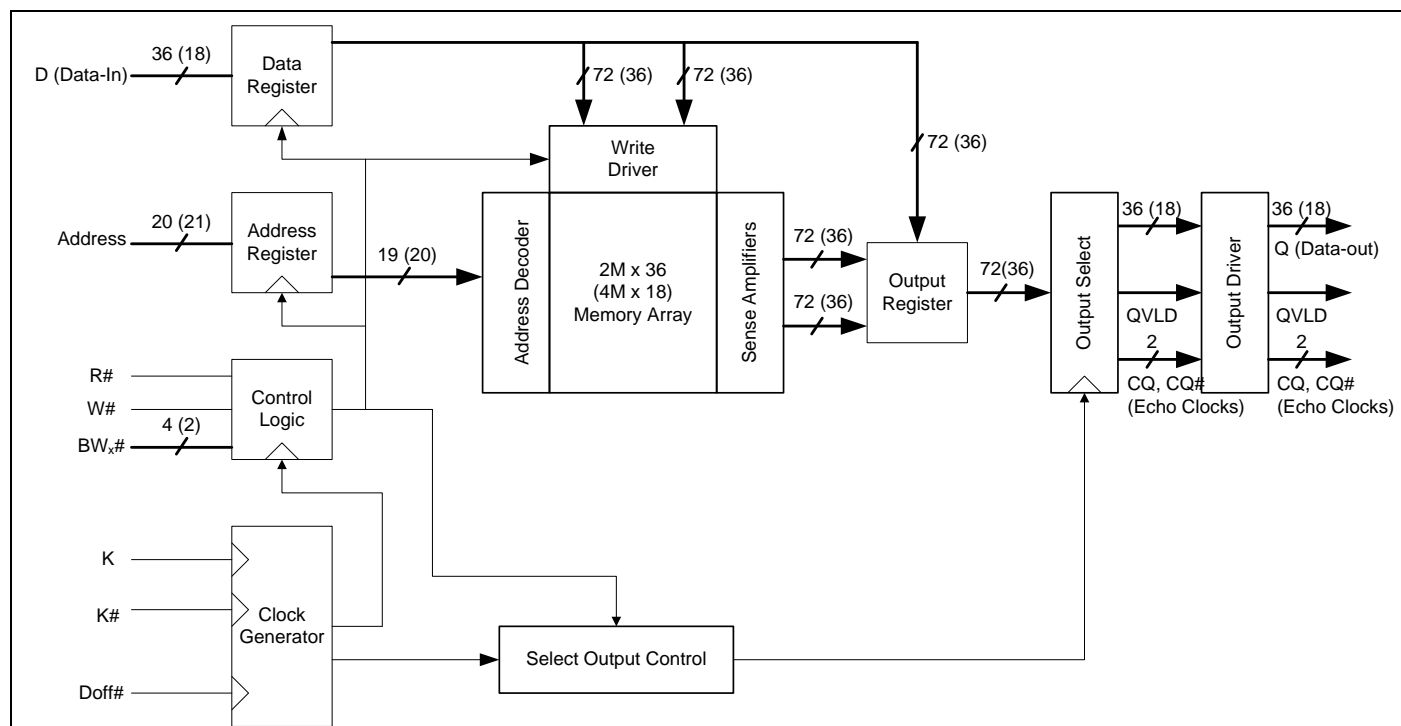 36 (18)
D (Data-In)
Data
Register
72 (36)
72 (36)
72 (36)
Write
Driver
20 (21)
Address
Address
Register
19 (20)
Address Decoder
2M x 36
(4M x 18)
Memory Array
Sense Amplifiers
72 (36)
72 (36)
Output
Register
72(36)
Output Select
36 (18)
QVLD
2
CQ, CQ#
(Echo Clocks)
Output Driver
36 (18)
Q (Data-out)
QVLD
2
CQ, CQ#
(Echo Clocks)
R#
W#
4 (2)
BWx#
Control
Logic
K
K#
Doff#
Clock
Generator
Select Output Control